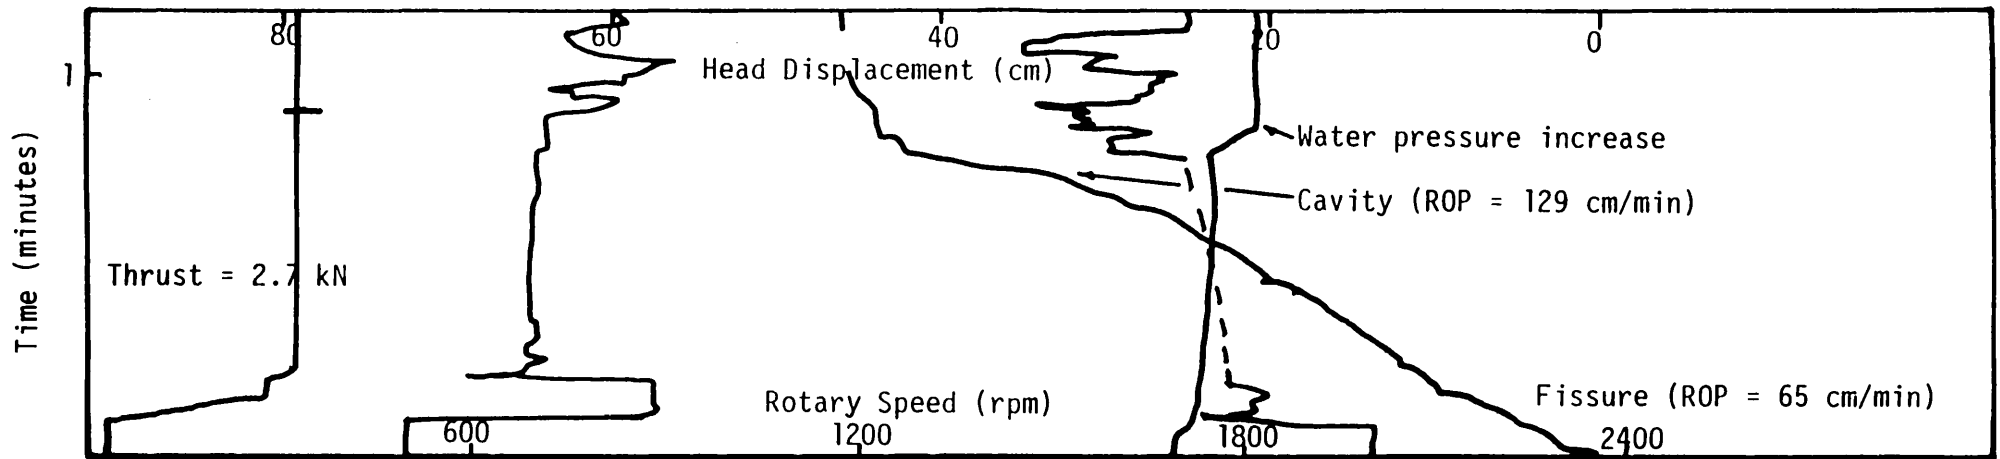 80 60 40 20 0
1 Head Displacement (cm)
Water pressure increase
Cavity (ROP = 129 cm/min)
Time (minutes)
Thrust = 2.7 kN
Rotary Speed (rpm) Fissure (ROP = 65 cm/min)
600 1200 1800 2400